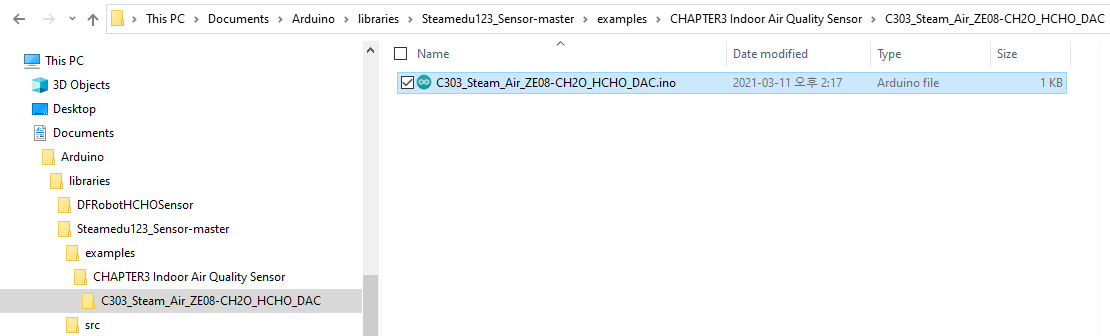 This PC > Documents > Arduino > libraries > Steamedu123_Sensor-master > examples > CHAPTER3 Indoor Air Quality Sensor > C303_Steam_Air_ZE08-CH2O_HCHO_DAC
This PC
3D Objects
Desktop
Documents
Arduino
libraries
DFRobotHCHOSensor
Steamedu123_Sensor-master
examples
CHAPTER3 Indoor Air Quality Sensor
C303_Steam_Air_ZE08-CH2O_HCHO_DAC
src
Name Date modified Type Size
C303_Steam_Air_ZE08-CH2O_HCHO_DAC.ino 2021-03-11 오후 2:17 Arduino file 1 KB